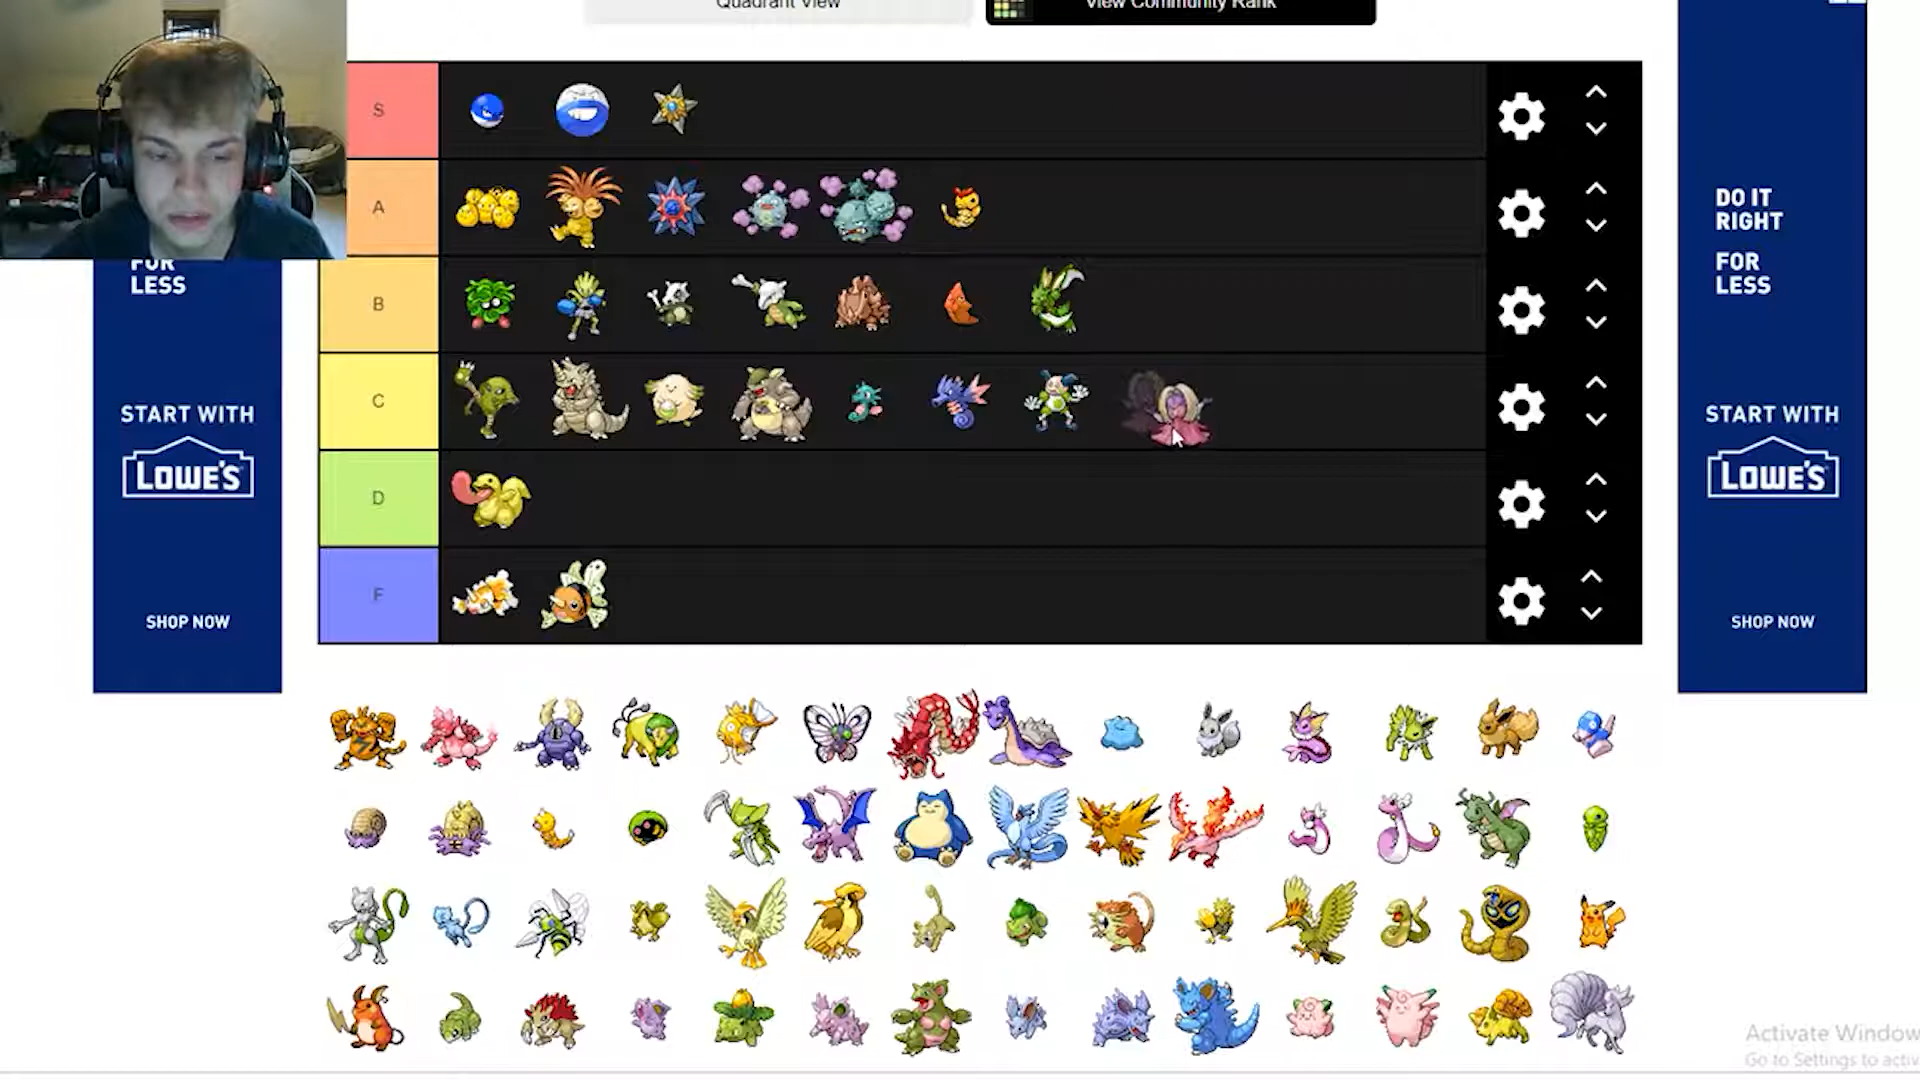 Quadrant View
View Community Rank
S
A
B
C
D
F
FOR
LESS
START WITH
LOWE'S
SHOP NOW
DO IT
RIGHT
FOR
LESS
START WITH
LOWE'S
SHOP NOW
Activate Window
Go to Settings to activ